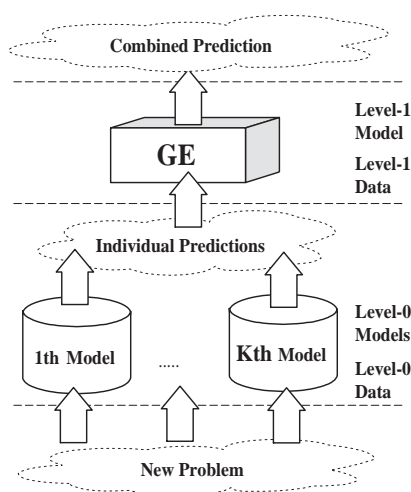 Combined Prediction
Level-1
Model
GE
Level-1
Data
Individual Predictions
Level-0
Models
1th Model
.....
Kth Model
Level-0
Data
New Problem